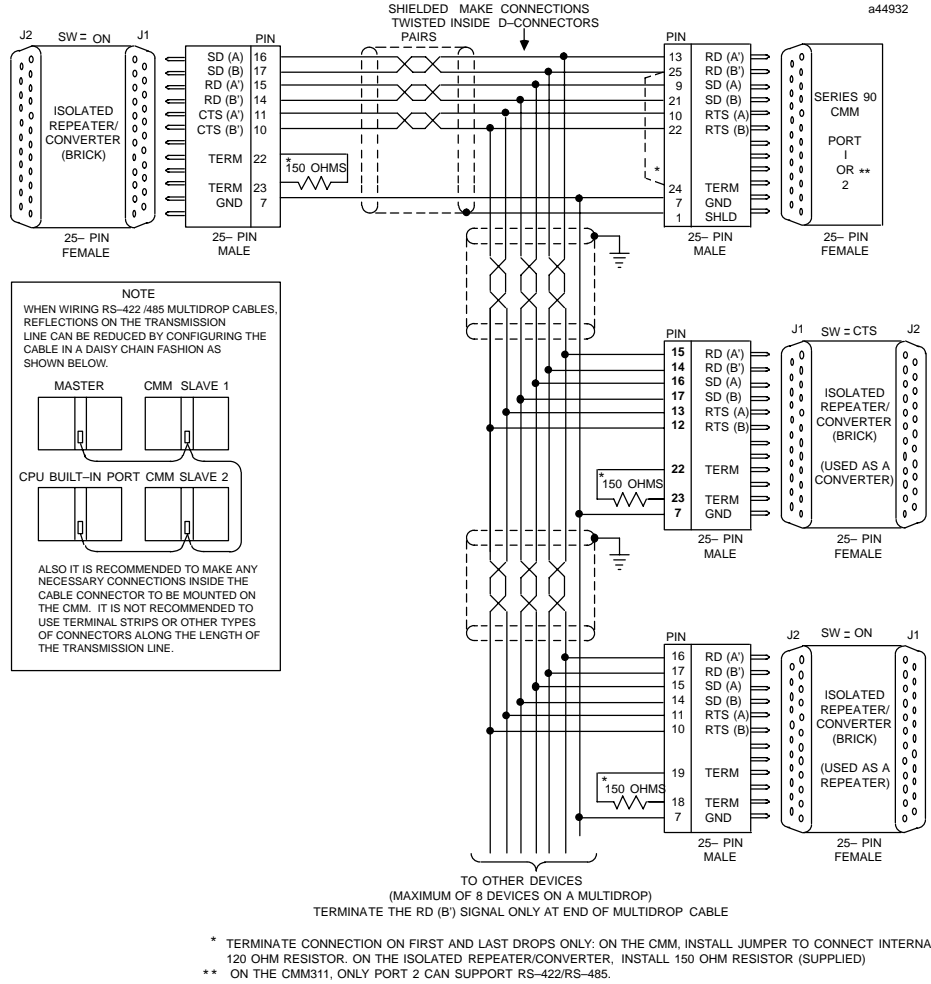 SHIELDED MAKE CONNECTIONS
TWISTED INSIDE D–CONNECTORS
PAIRS
a44932
J2 SW = ON J1
PIN
SD (A) 16
SD (B) 17
RD (A') 15
RD (B') 14
CTS (A') 11
CTS (B') 10
TERM 22
TERM 23
GND 7
*
150 OHMS
ISOLATED
REPEATER/
CONVERTER
(BRICK)
25– PIN
FEMALE
25– PIN
MALE
PIN
13 RD (A')
25 RD (B')
9 SD (A)
21 SD (B)
10 RTS (A)
22 RTS (B)
*
24 TERM
7 GND
1 SHLD
SERIES 90
CMM
PORT
I
OR **
2
25– PIN
MALE
25– PIN
FEMALE
NOTE
WHEN WIRING RS–422 /485 MULTIDROP CABLES,
REFLECTIONS ON THE TRANSMISSION
LINE CAN BE REDUCED BY CONFIGURING THE
CABLE IN A DAISY CHAIN FASHION AS
SHOWN BELOW.
MASTER CMM SLAVE 1
CPU BUILT–IN PORT CMM SLAVE 2
ALSO IT IS RECOMMENDED TO MAKE ANY
NECESSARY CONNECTIONS INSIDE THE
CABLE CONNECTOR TO BE MOUNTED ON
THE CMM. IT IS NOT RECOMMENDED TO
USE TERMINAL STRIPS OR OTHER TYPES
OF CONNECTORS ALONG THE LENGTH OF
THE TRANSMISSION LINE.
PIN
J1 SW = CTS J2
15 RD (A')
14 RD (B')
16 SD (A)
17 SD (B)
13 RTS (A)
12 RTS (B)
22 TERM
*
150 OHMS
23 TERM
7 GND
ISOLATED
REPEATER/
CONVERTER
(BRICK)
(USED AS A
CONVERTER)
25– PIN
MALE
25– PIN
FEMALE
PIN
J2 SW = ON J1
16 RD (A')
17 RD (B')
15 SD (A)
14 SD (B)
11 RTS (A)
10 RTS (B)
19 TERM
*
150 OHMS
18 TERM
7 GND
ISOLATED
REPEATER/
CONVERTER
(BRICK)
(USED AS A
REPEATER)
25– PIN
MALE
25– PIN
FEMALE
TO OTHER DEVICES
(MAXIMUM OF 8 DEVICES ON A MULTIDROP)
TERMINATE THE RD (B') SIGNAL ONLY AT END OF MULTIDROP CABLE
* TERMINATE CONNECTION ON FIRST AND LAST DROPS ONLY: ON THE CMM, INSTALL JUMPER TO CONNECT INTERNA
120 OHM RESISTOR. ON THE ISOLATED REPEATER/CONVERTER, INSTALL 150 OHM RESISTOR (SUPPLIED)
** ON THE CMM311, ONLY PORT 2 CAN SUPPORT RS–422/RS–485.